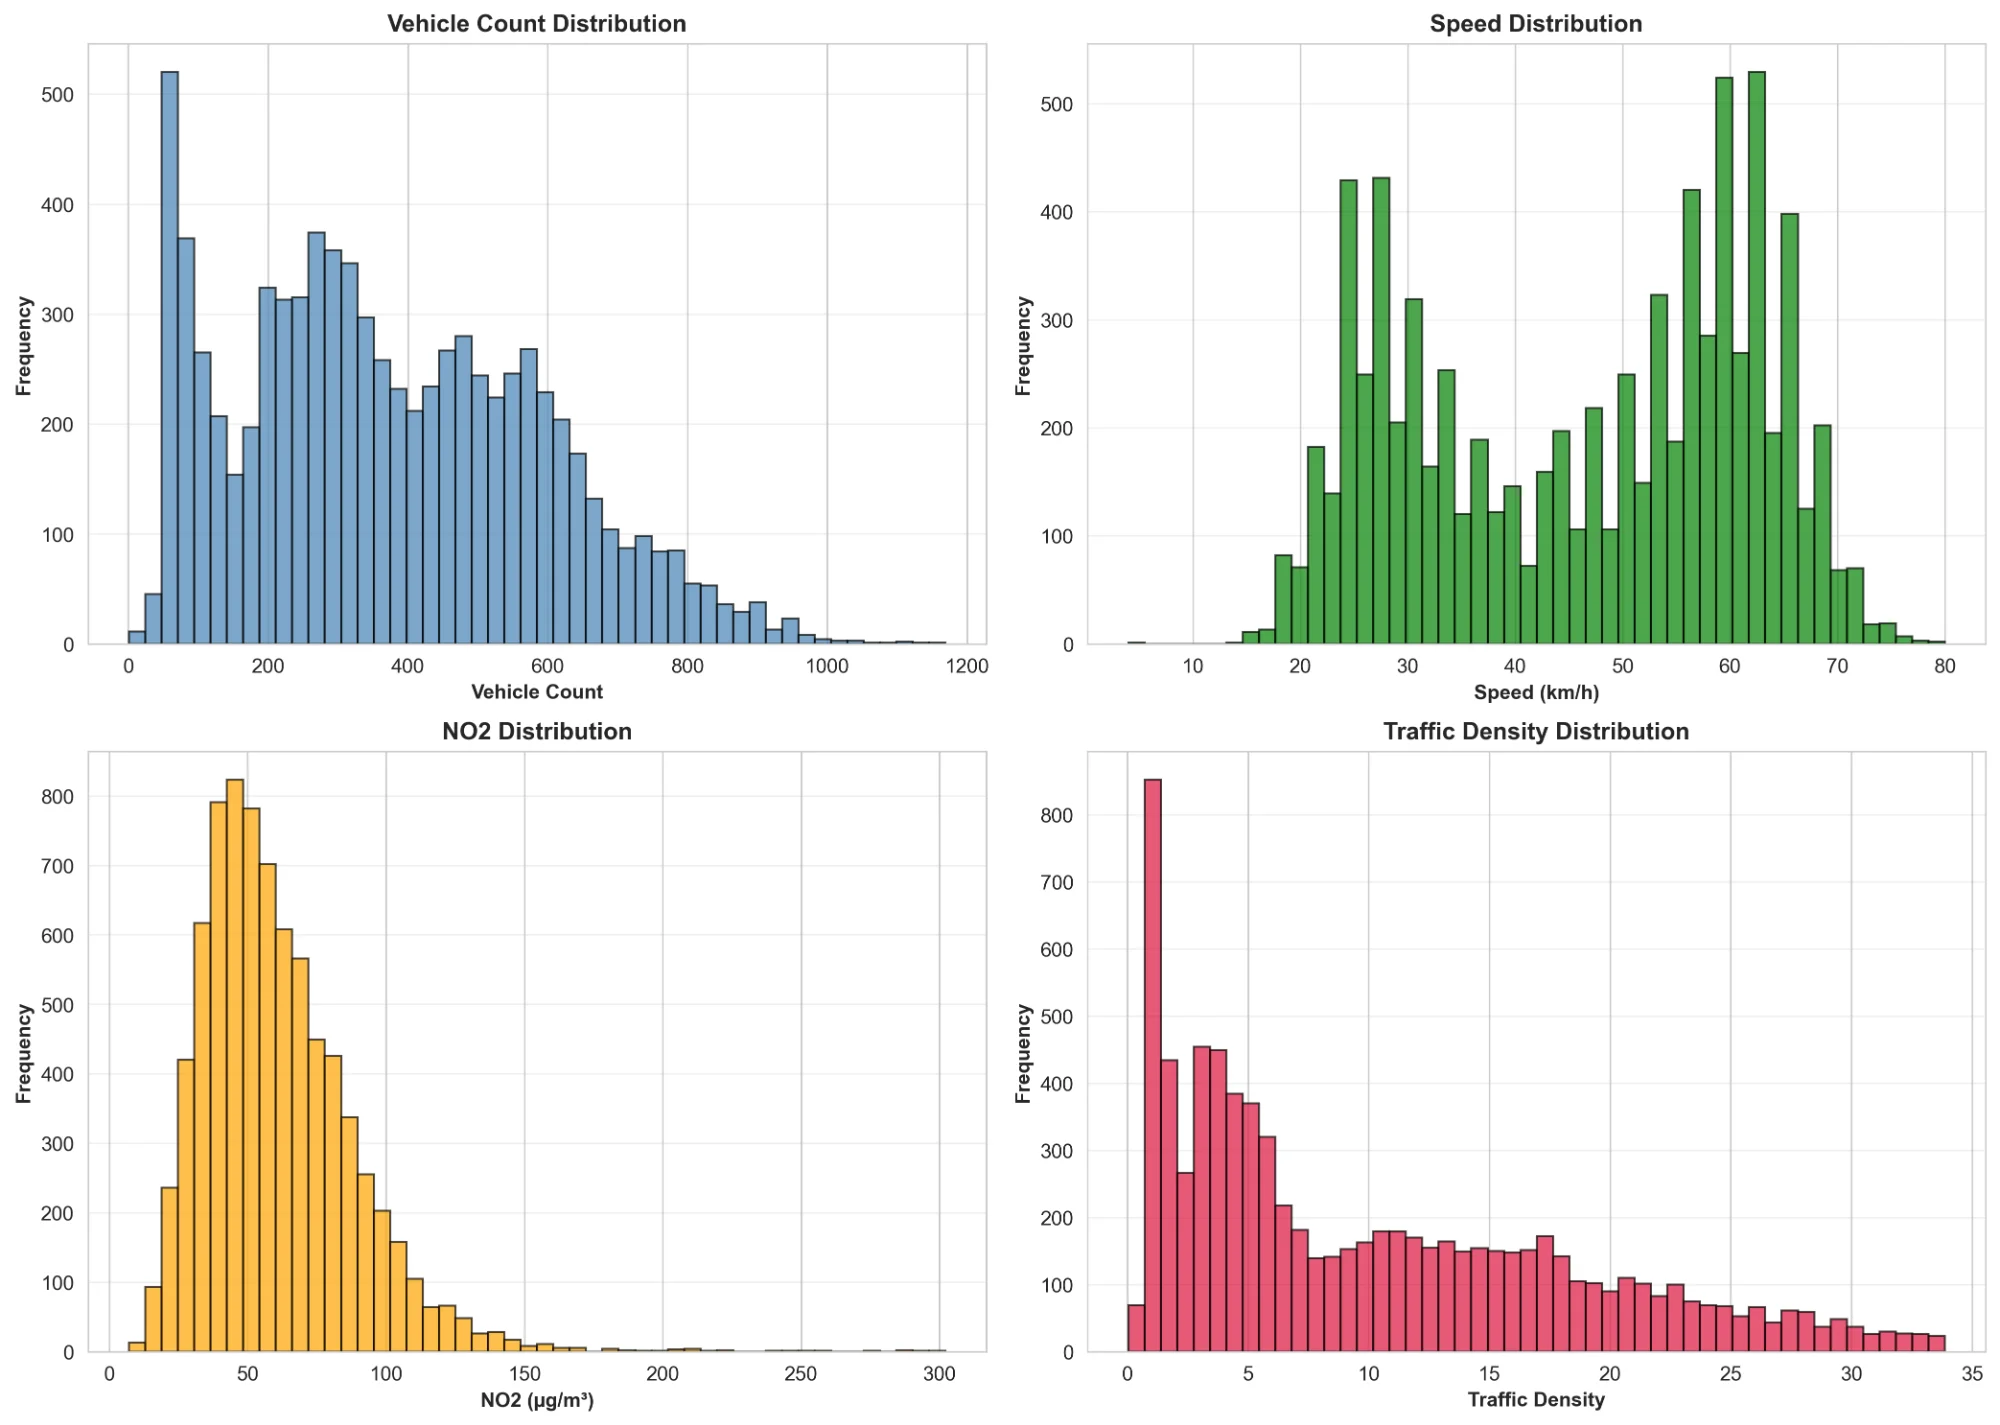 Vehicle Count Distribution
Frequency
500
400
300
200
100
0
0 200 400 600 800 1000 1200
Vehicle Count
Speed Distribution
Frequency
500
400
300
200
100
0
10 20 30 40 50 60 70 80
Speed (km/h)
NO2 Distribution
Frequency
800
700
600
500
400
300
200
100
0
0 50 100 150 200 250 300
NO2 (µg/m³)
Traffic Density Distribution
Frequency
800
700
600
500
400
300
200
100
0
0 5 10 15 20 25 30 35
Traffic Density